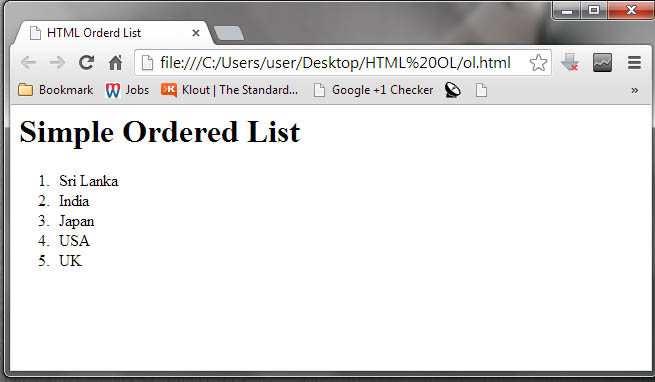 HTML Orderd List
file:///C:/Users/user/Desktop/HTML%20OL/ol.html
Bookmark Jobs Klout | The Standard... Google +1 Checker »
Simple Ordered List
1. Sri Lanka
2. India
3. Japan
4. USA
5. UK